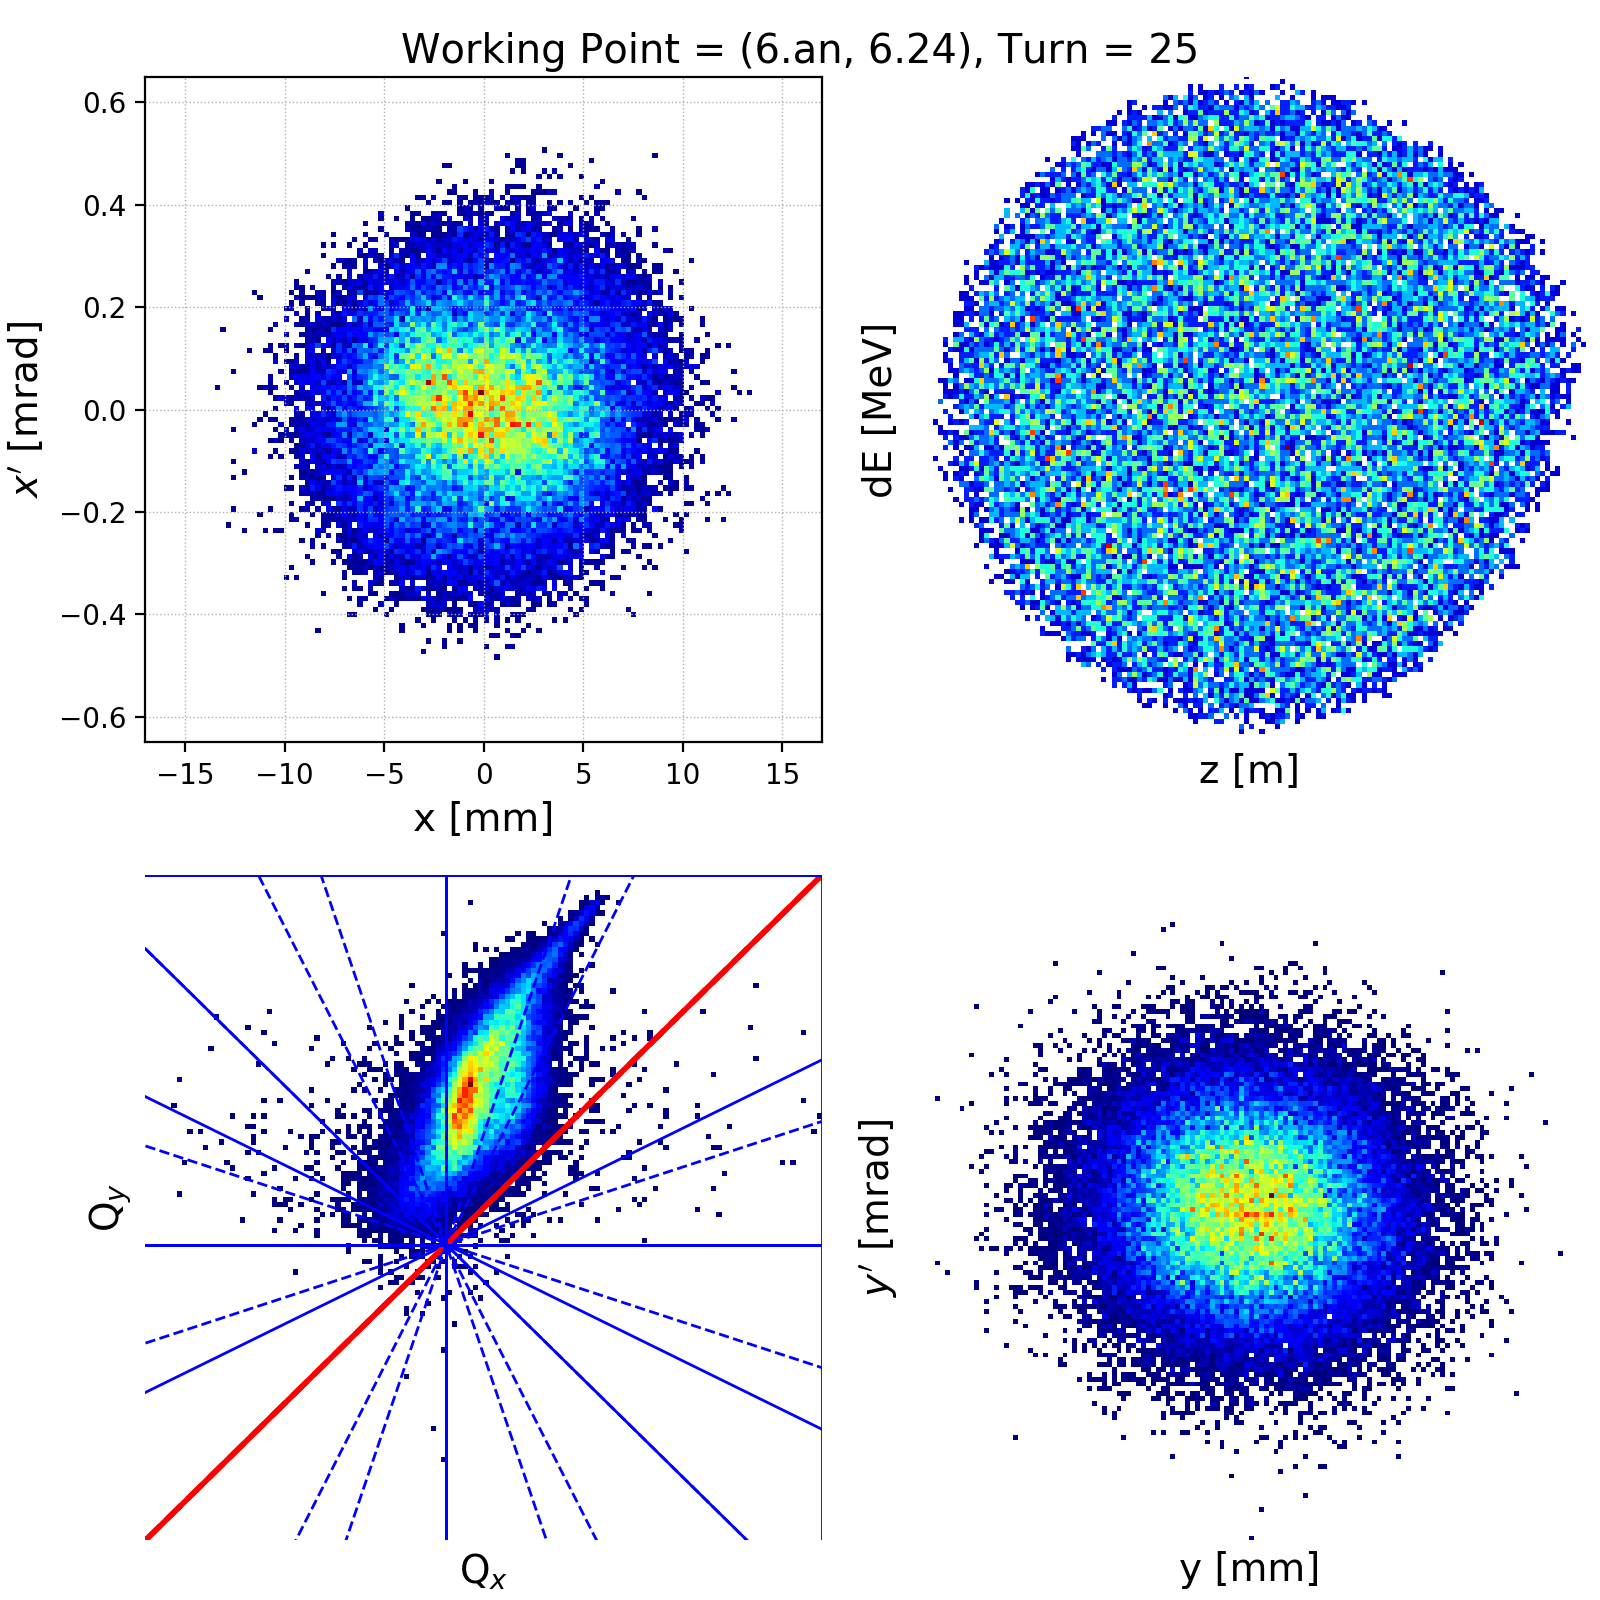 Working Point = (6.an, 6.24), Turn = 25
0.6
0.4
0.2
0.0
−0.2
−0.4
−0.6
x′ [mrad]
−15 −10 −5 0 5 10 15
x [mm]
dE [MeV]
z [m]
Qy
Qx
y′ [mrad]
y [mm]